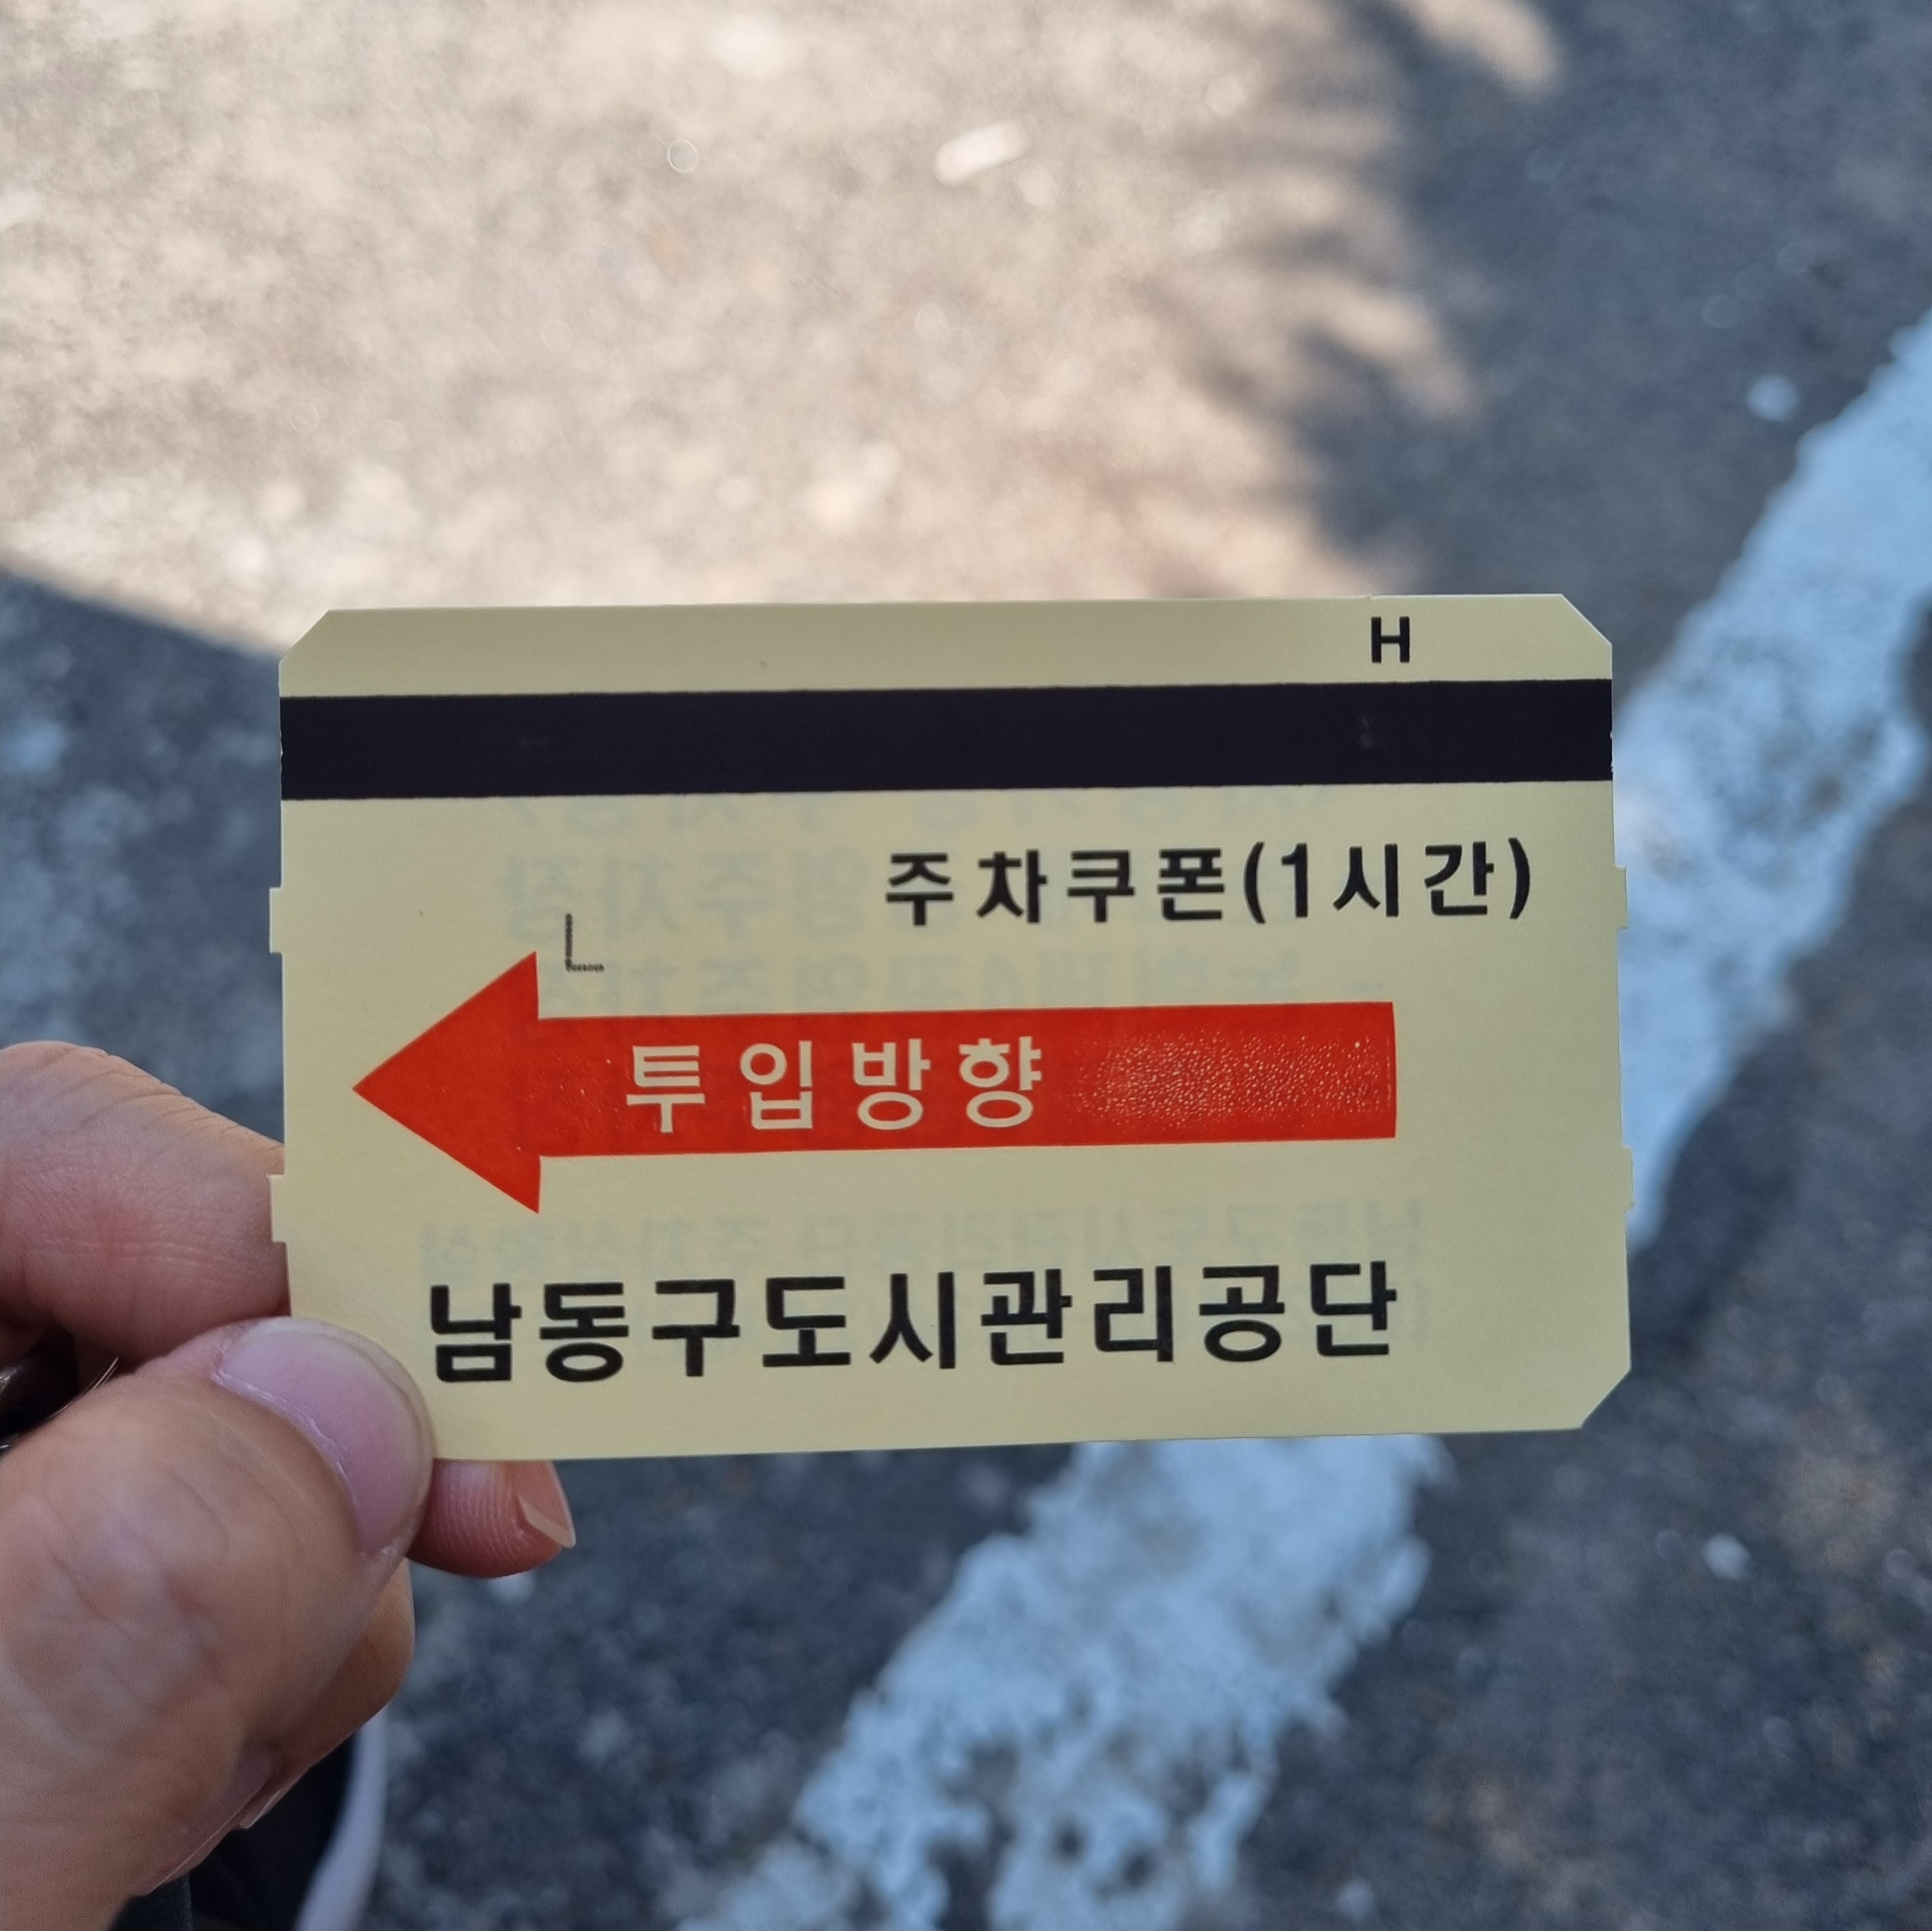 H
주차쿠폰(1시간)
L
투입방향
남동구도시관리공단